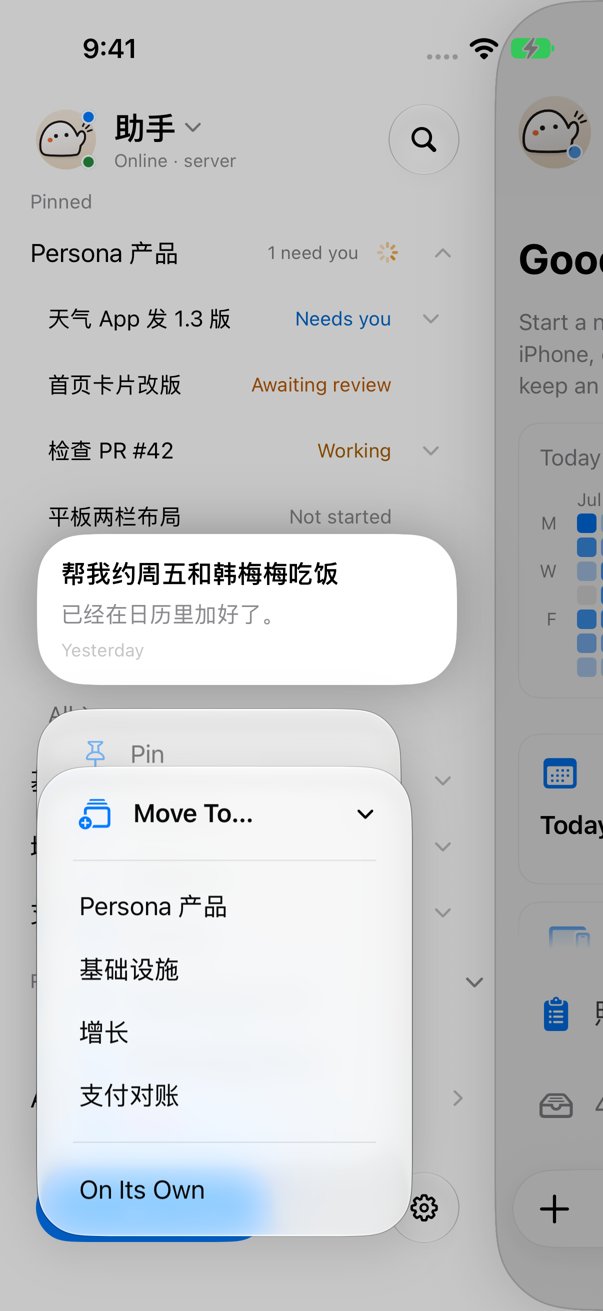 9:41
助手
Online · server
Pinned
Persona 产品
1 need you
天气 App 发 1.3 版
Needs you
首页卡片改版
Awaiting review
检查 PR #42
Working
平板两栏布局
Not started
帮我约周五和韩梅梅吃饭
已经在日历里加好了。
Yesterday
Pin
Move To...
Persona 产品
基础设施
增长
支付对账
On Its Own
Start a
iPhone,
keep an
Today
Jul
M
W
F
Today